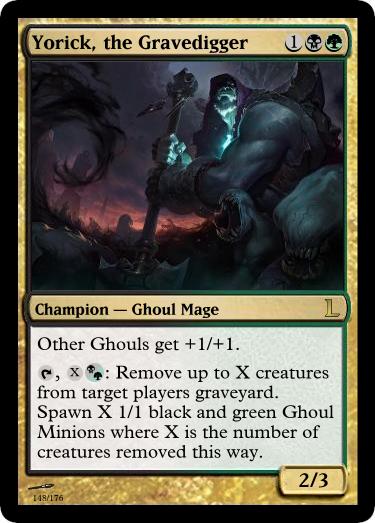 Yorick, the Gravedigger 1
Champion — Ghoul Mage L
Other Ghouls get +1/+1.
, X : Remove up to X creatures
from target players graveyard.
Spawn X 1/1 black and green Ghoul
Minions where X is the number of
creatures removed this way.
2/3
148/176